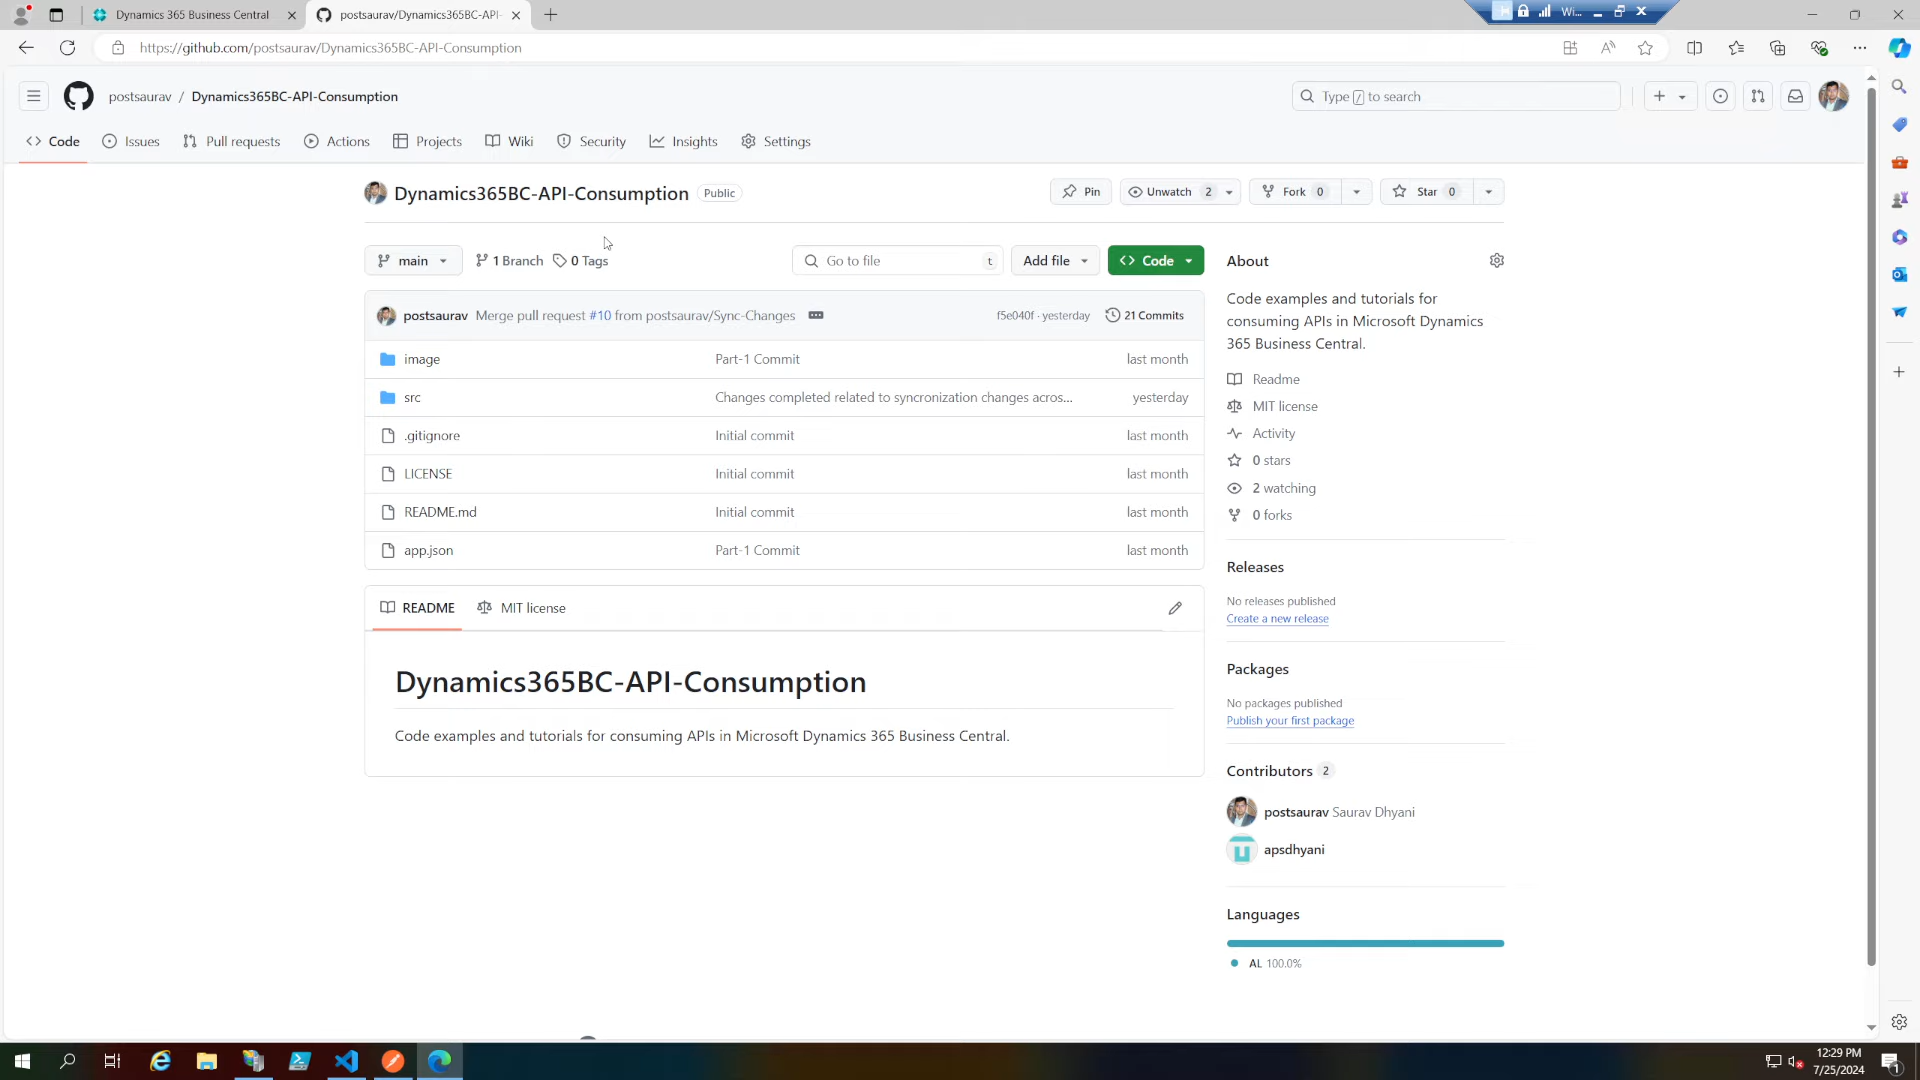 Dynamics 365 Business Central
postsaurav/Dynamics365BC-API-
Wi...
https://github.com/postsaurav/Dynamics365BC-API-Consumption
postsaurav / Dynamics365BC-API-Consumption
Type / to search
Code
Issues
Pull requests
Actions
Projects
Wiki
Security
Insights
Settings
Dynamics365BC-API-Consumption
Public
Pin
Unwatch 2
Fork 0
Star 0
main
1 Branch
0 Tags
Go to file
t
Add file
<> Code
About
Code examples and tutorials for
consuming APIs in Microsoft Dynamics
365 Business Central.
postsaurav Merge pull request #10 from postsaurav/Sync-Changes
f5e040f · yesterday
21 Commits
image Part-1 Commit last month
src Changes completed related to syncronization changes acros... yesterday
.gitignore Initial commit last month
LICENSE Initial commit last month
README.md Initial commit last month
app.json Part-1 Commit last month
Readme
MIT license
Activity
0 stars
2 watching
0 forks
Releases
No releases published
Create a new release
README
MIT license
Dynamics365BC-API-Consumption
Code examples and tutorials for consuming APIs in Microsoft Dynamics 365 Business Central.
Packages
No packages published
Publish your first package
Contributors 2
postsaurav Saurav Dhyani
apsdhyani
Languages
AL 100.0%
12:29 PM
7/25/2024
1